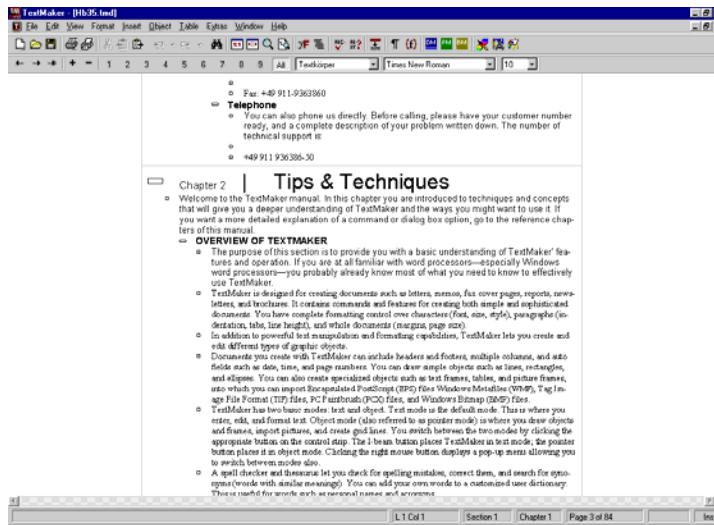 TextMaker - [Hb35.tmd]
File Edit View Format Insert Object Table Extras Window Help
1 2 3 4 5 6 7 8 9 All Textkörper Times New Roman 10
Fax: +49 911-9363860
Telephone
You can also phone us directly. Before calling, please have your customer number
ready, and a complete description of your problem written down. The number of
technical support is:
+49 911 936386-30
Chapter 2 Tips & Techniques
Welcome to the TextMaker manual. In this chapter you are introduced to techniques and concepts
that will give you a deeper understanding of TextMaker and the ways you might want to use it. If
you want a more detailed explanation of a command or dialog box option, go to the reference chap-
ters of this manual.
OVERVIEW OF TEXTMAKER
The purpose of this section is to provide you with a basic understanding of TextMaker' fea-
tures and operation. If you are at all familiar with word processors—especially Windows
word processors—you probably already know most of what you need to know to effectively
use TextMaker.
TextMaker is designed for creating documents such as letters, memos, fax cover pages, reports, news-
letters, and brochures. It contains commands and features for creating both simple and sophisticated
documents. You have complete formatting control over characters (font, size, style), paragraphs (in-
dentation, tabs, line height), and whole documents (margins, page size).
In addition to powerful text manipulation and formatting capabilities, TextMaker lets you create and
edit different types of graphic objects.
Documents you create with TextMaker can include headers and footers, multiple columns, and auto
fields such as date, time, and page numbers. You can draw simple objects such as lines, rectangles,
and ellipses. You can also create specialized objects such as text frames, tables, and picture frames,
into which you can import Encapsulated PostScript (EPS) files Windows Metafiles (WMF), Tag Im-
age File Format (TIF) files, PC Paintbrush (PCX) files, and Windows Bitmap (BMP) files.
TextMaker has two basic modes: text and object. Text mode is the default mode. This is where you
enter, edit, and format text. Object mode (also referred to as pointer mode) is where you draw objects
and frames, import pictures, and create grid lines. You switch between the two modes by clicking the
appropriate button on the control strip. The I-beam button places TextMaker in text mode; the pointer
button places it in object mode. Clicking the right mouse button displays a pop-up menu allowing you
to switch between modes also.
A spell checker and thesaurus let you check for spelling mistakes, correct them, and search for syno-
nyms (words with similar meanings). You can add your own words to a customized user dictionary.
This is useful for words such as personal names and acronyms.
L 1 Col 1 Section 1 Chapter 1 Page 3 of 84 Ins